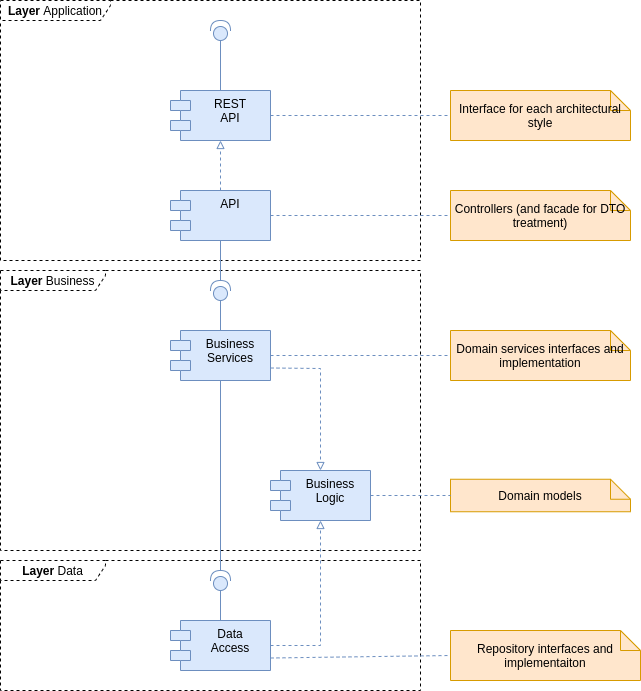 Layer Application
REST
API
Interface for each architectural
style
API
Controllers (and facade for DTO
treatment)
Layer Business
Business
Services
Domain services interfaces and
implementation
Business
Logic
Domain models
Layer Data
Data
Access
Repository interfaces and
implementaiton